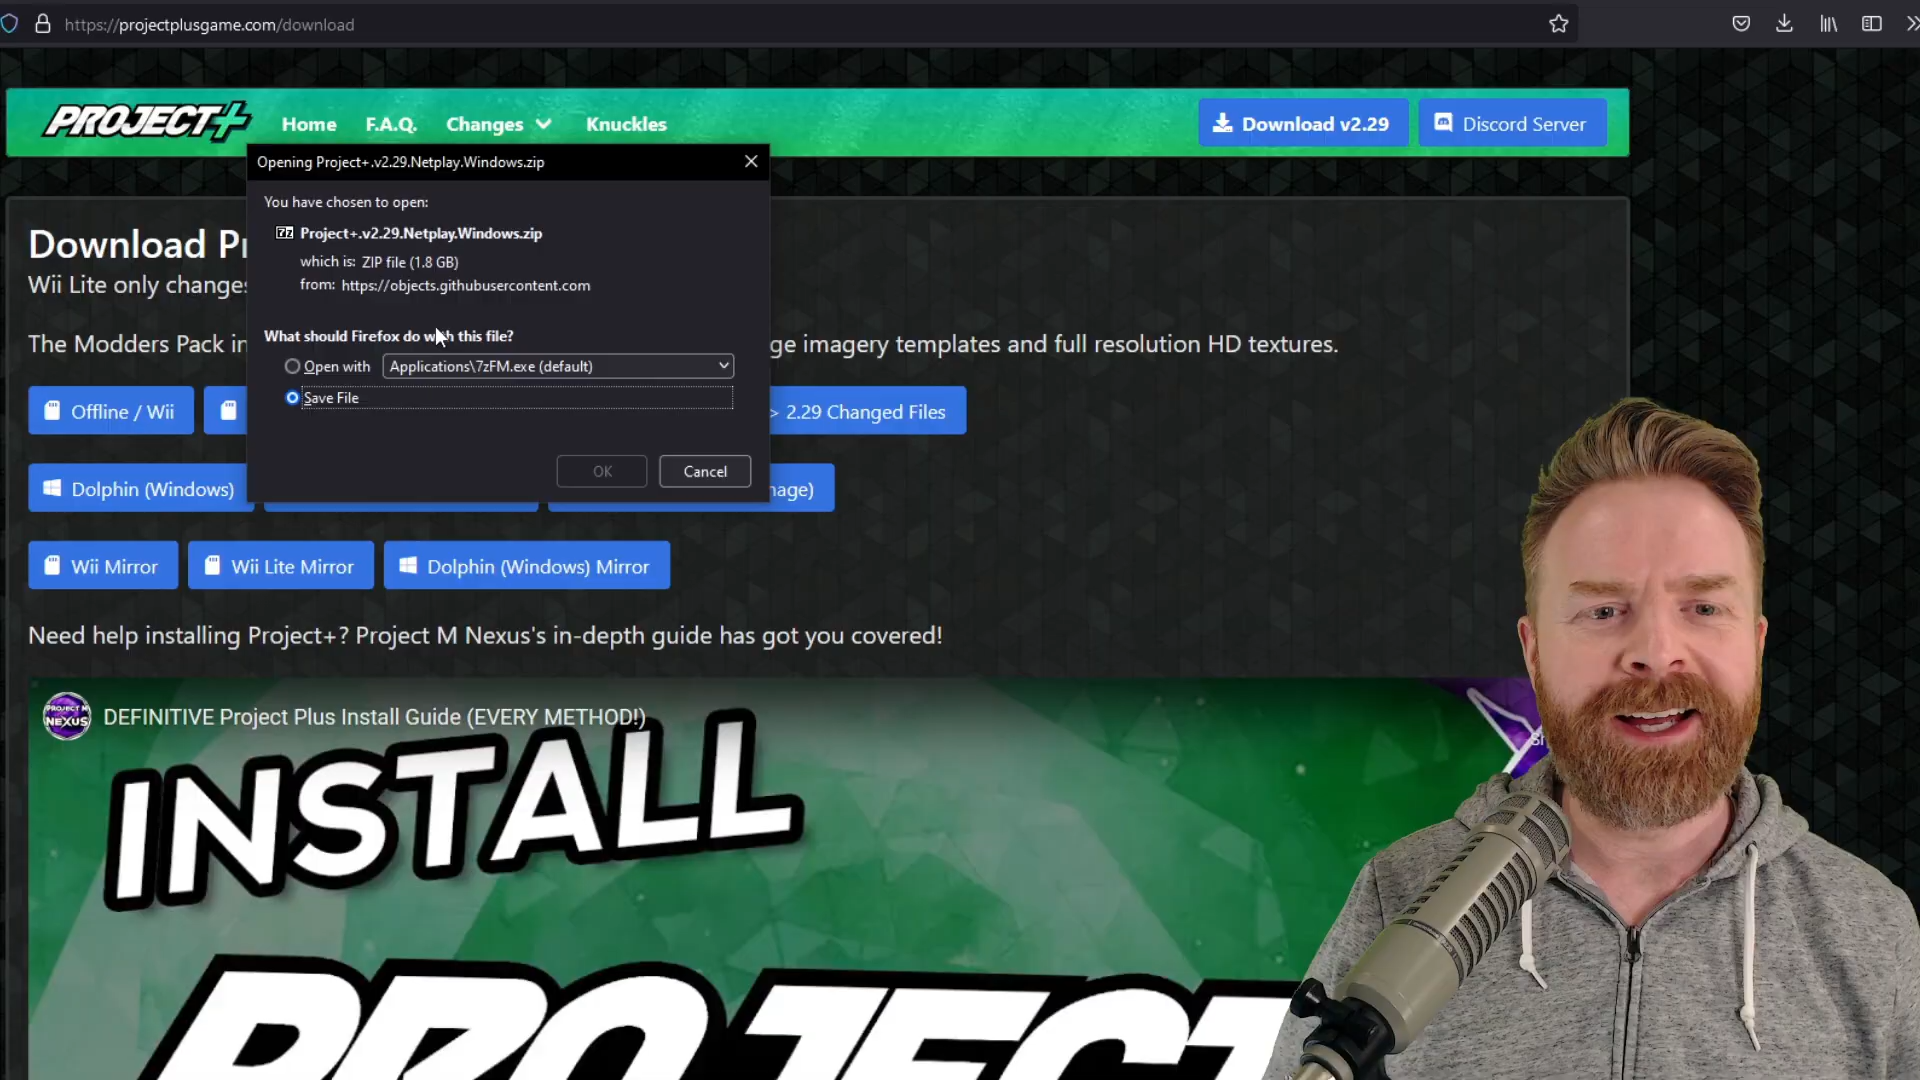 https://projectplusgame.com/download
PROJECT+
Home
F.A.Q.
Changes
Knuckles
Download v2.29
Discord Server
Opening Project+.v2.29.Netplay.Windows.zip
You have chosen to open:
7z Project+.v2.29.Netplay.Windows.zip
which is: ZIP file (1.8 GB)
from: https://objects.githubusercontent.com
What should Firefox do with this file?
Open with Applications\7zFM.exe (default)
Save File
OK
Cancel
Download Pr
Wii Lite only changes
The Modders Pack in
ge imagery templates and full resolution HD textures.
Offline / Wii
> 2.29 Changed Files
Dolphin (Windows)
nage)
Wii Mirror
Wii Lite Mirror
Dolphin (Windows) Mirror
Need help installing Project+? Project M Nexus's in-depth guide has got you covered!
PROJECT M
NEXUS
DEFINITIVE Project Plus Install Guide (EVERY METHOD!)
INSTALL
PROJECT